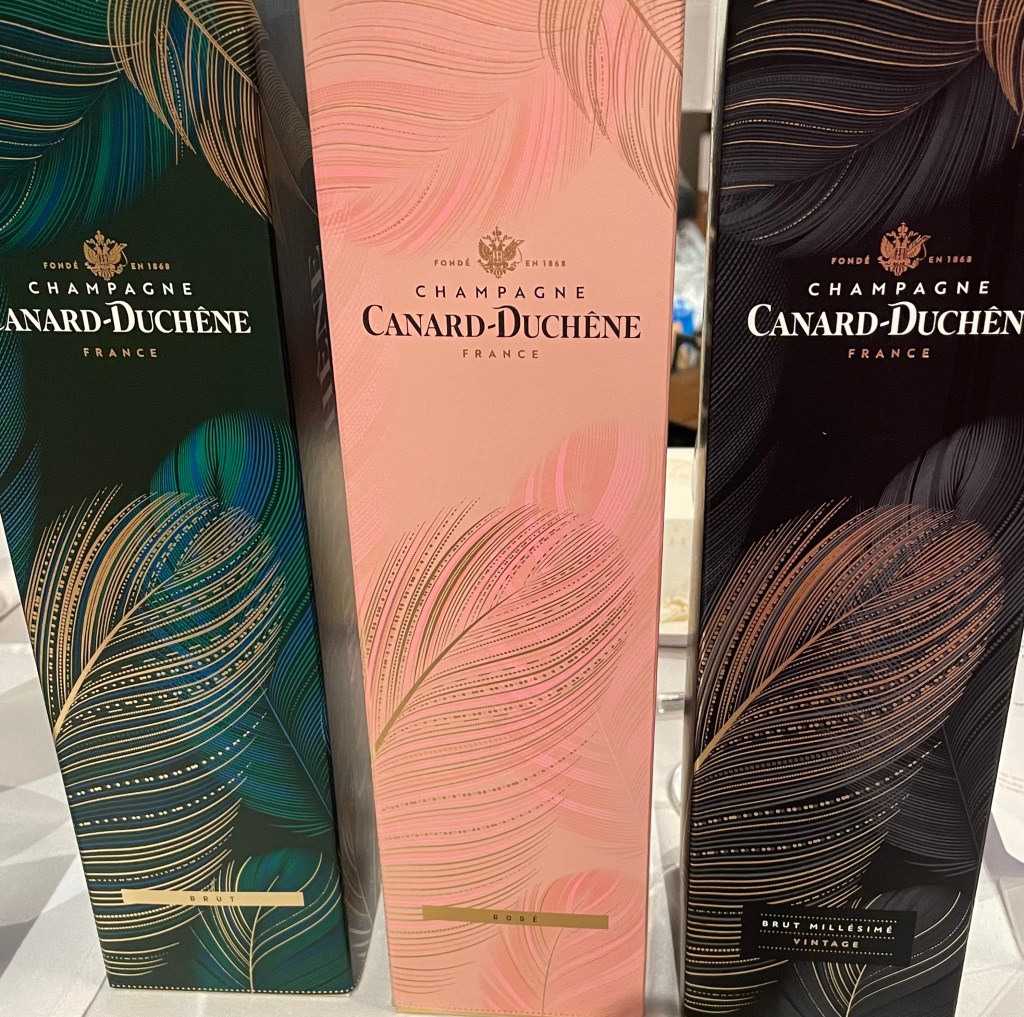 FONDÉ EN 1868
CHAMPAGNE
ANARD-DUCHÊNE
FRANCE
BRUT
FONDÉ EN 1868
CHAMPAGNE
CANARD-DUCHÊNE
FRANCE
ROSÉ
FONDÉ EN 1868
CHAMPAGNE
CANARD-DUCHÊN
FRANCE
BRUT MILLÉSIMÉ
VINTAGE